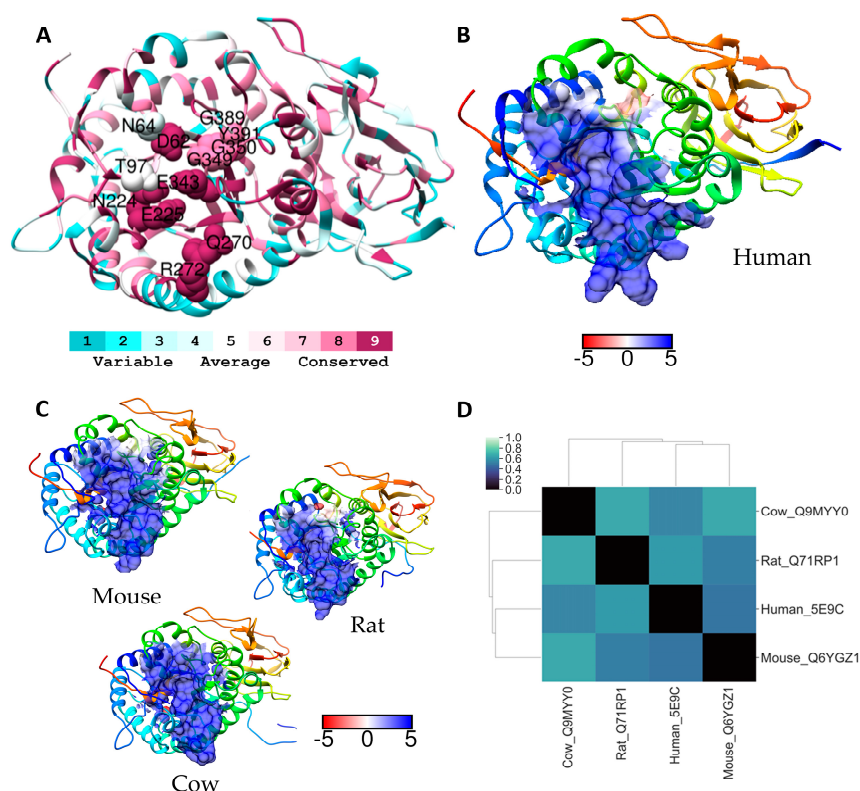 A
N64
D62
G389
Y391
G350
G349
T97
E343
N224
E225
Q270
R272
1 2 3 4 5 6 7 8 9
Variable Average Conserved
B
Human
-5 0 5
C
Mouse
Rat
Cow
-5 0 5
D
1.0
0.8
0.6
0.4
0.2
0.0
Cow_Q9MYY0
Rat_Q71RP1
Human_5E9C
Mouse_Q6YGZ1
Cow_Q9MYY0
Rat_Q71RP1
Human_5E9C
Mouse_Q6YGZ1